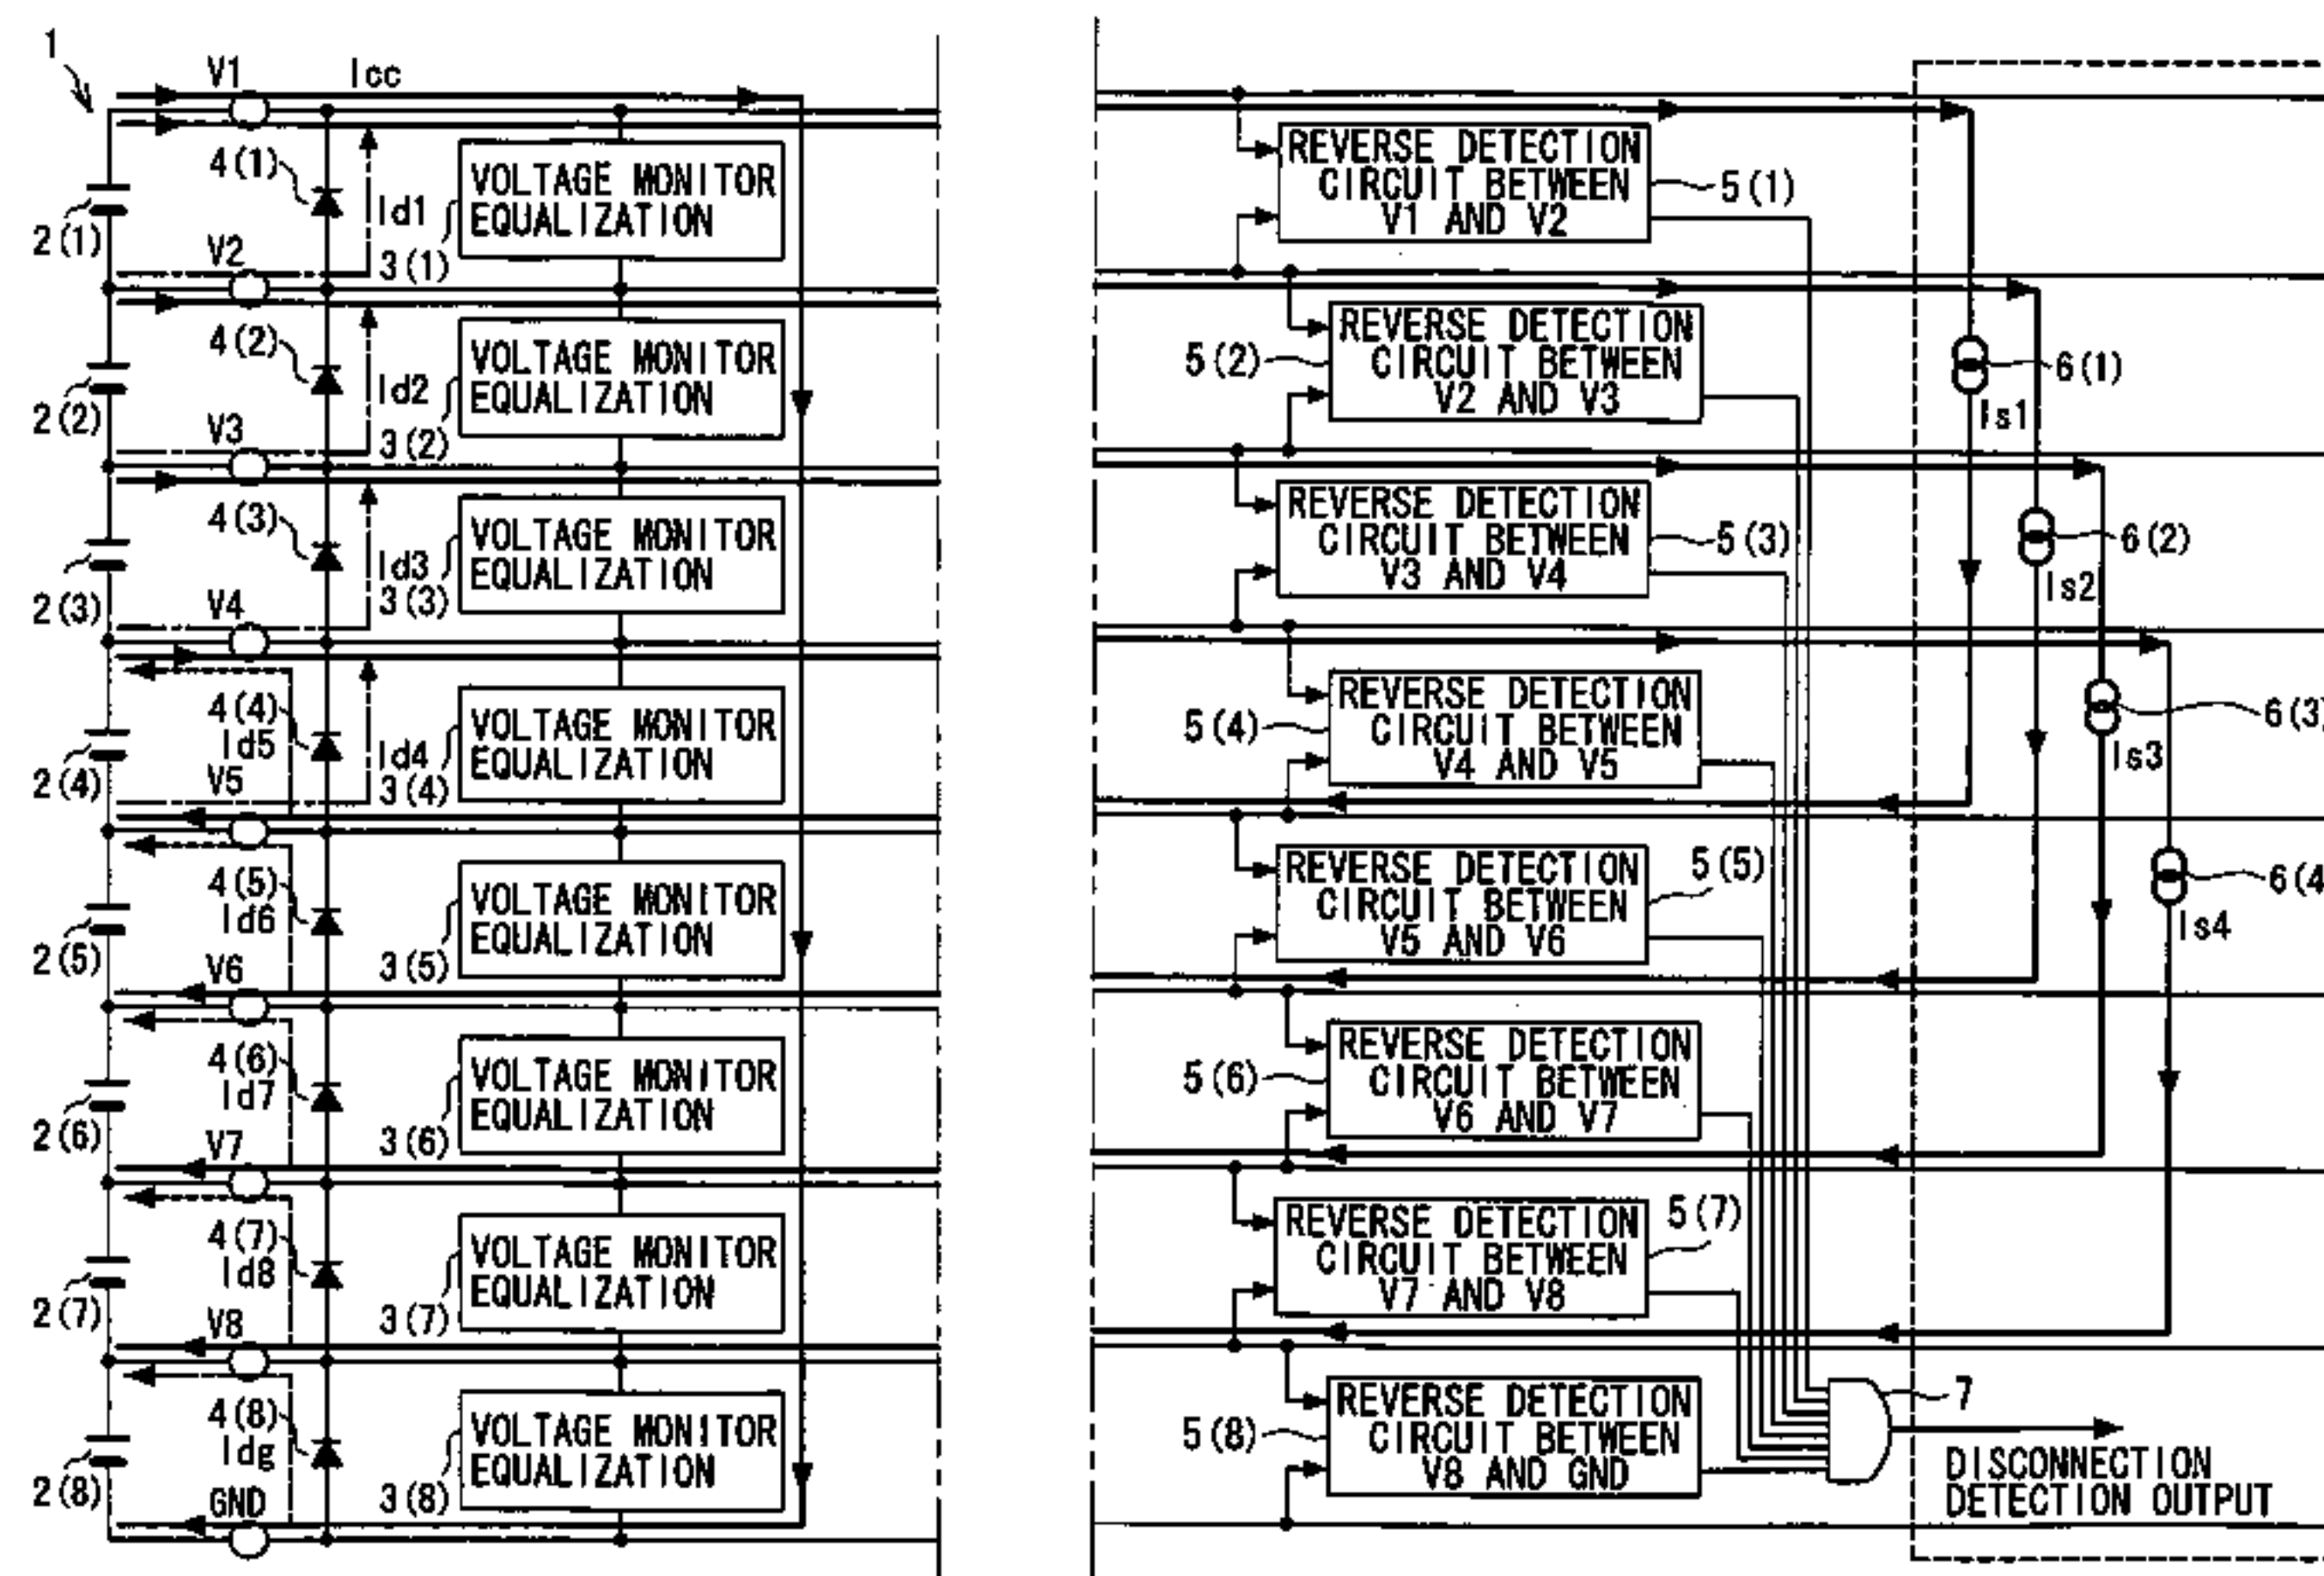 1
V1
Icc
4(1)
Id1
VOLTAGE MONITOR
EQUALIZATION
2(1)
V2
3(1)
4(2)
Id2
VOLTAGE MONITOR
EQUALIZATION
2(2)
V3
3(2)
4(3)
Id3
VOLTAGE MONITOR
EQUALIZATION
2(3)
V4
3(3)
4(4)
Id5
Id4
VOLTAGE MONITOR
EQUALIZATION
2(4)
V5
3(4)
4(5)
Id6
VOLTAGE MONITOR
EQUALIZATION
2(5)
V6
3(5)
4(6)
Id7
VOLTAGE MONITOR
EQUALIZATION
2(6)
V7
3(6)
4(7)
Id8
VOLTAGE MONITOR
EQUALIZATION
2(7)
V8
3(7)
4(8)
Idg
VOLTAGE MONITOR
EQUALIZATION
2(8)
GND
3(8)
REVERSE DETECTION
CIRCUIT BETWEEN
V1 AND V2
5(1)
REVERSE DETECTION
CIRCUIT BETWEEN
V2 AND V3
5(2)
6(1)
Is1
REVERSE DETECTION
CIRCUIT BETWEEN
V3 AND V4
5(3)
6(2)
Is2
REVERSE DETECTION
CIRCUIT BETWEEN
V4 AND V5
5(4)
6(3)
Is3
REVERSE DETECTION
CIRCUIT BETWEEN
V5 AND V6
5(5)
6(4
Is4
REVERSE DETECTION
CIRCUIT BETWEEN
V6 AND V7
5(6)
REVERSE DETECTION
CIRCUIT BETWEEN
V7 AND V8
5(7)
REVERSE DETECTION
CIRCUIT BETWEEN
V8 AND GND
5(8)
7
DISCONNECTION
DETECTION OUTPUT